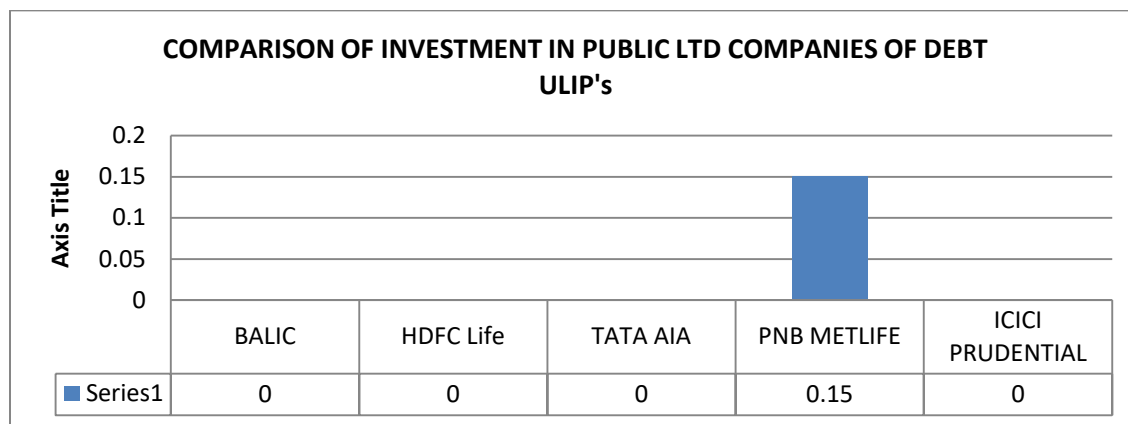 COMPARISON OF INVESTMENT IN PUBLIC LTD COMPANIES OF DEBT
ULIP's
Axis Title
0.2
0.15
0.1
0.05
0
BALIC
HDFC Life
TATA AIA
PNB METLIFE
ICICI
PRUDENTIAL
Series1 0 0 0 0.15 0